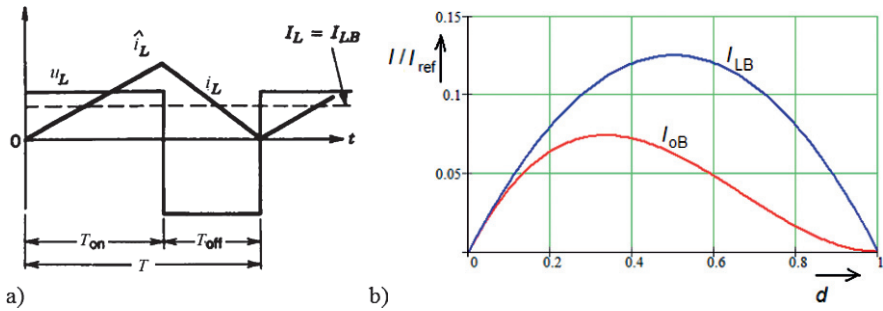 î_L
I_L = I_LB
u_L
i_L
0
t
T_on
T_off
T
a)
I / I_ref
0.15
0.1
0.05
I_LB
I_oB
0
0.2
0.4
0.6
0.8
1
d
b)